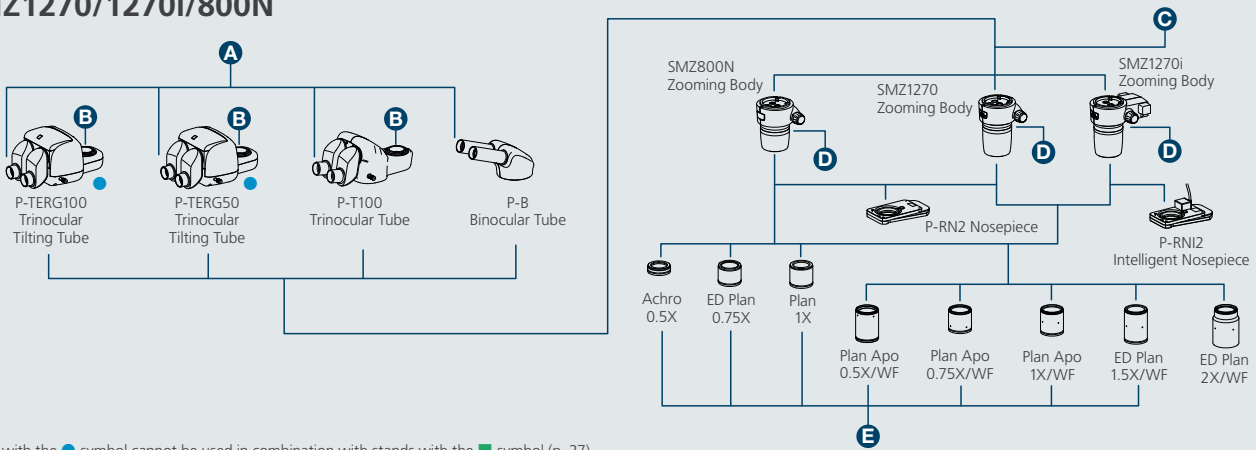 MZ1270/1270i/800N
A
B
B
B
P-TERG100
Trinocular
Tilting Tube
P-TERG50
Trinocular
Tilting Tube
P-T100
Trinocular Tube
P-B
Binocular Tube
C
SMZ800N
Zooming Body
SMZ1270
Zooming Body
SMZ1270i
Zooming Body
D
D
D
P-RN2 Nosepiece
P-RNI2
Intelligent Nosepiece
Achro
0.5X
ED Plan
0.75X
Plan
1X
Plan Apo
0.5X/WF
Plan Apo
0.75X/WF
Plan Apo
1X/WF
ED Plan
1.5X/WF
ED Plan
2X/WF
E
with the ● symbol cannot be used in combination with stands with the ■ symbol (p. 27)